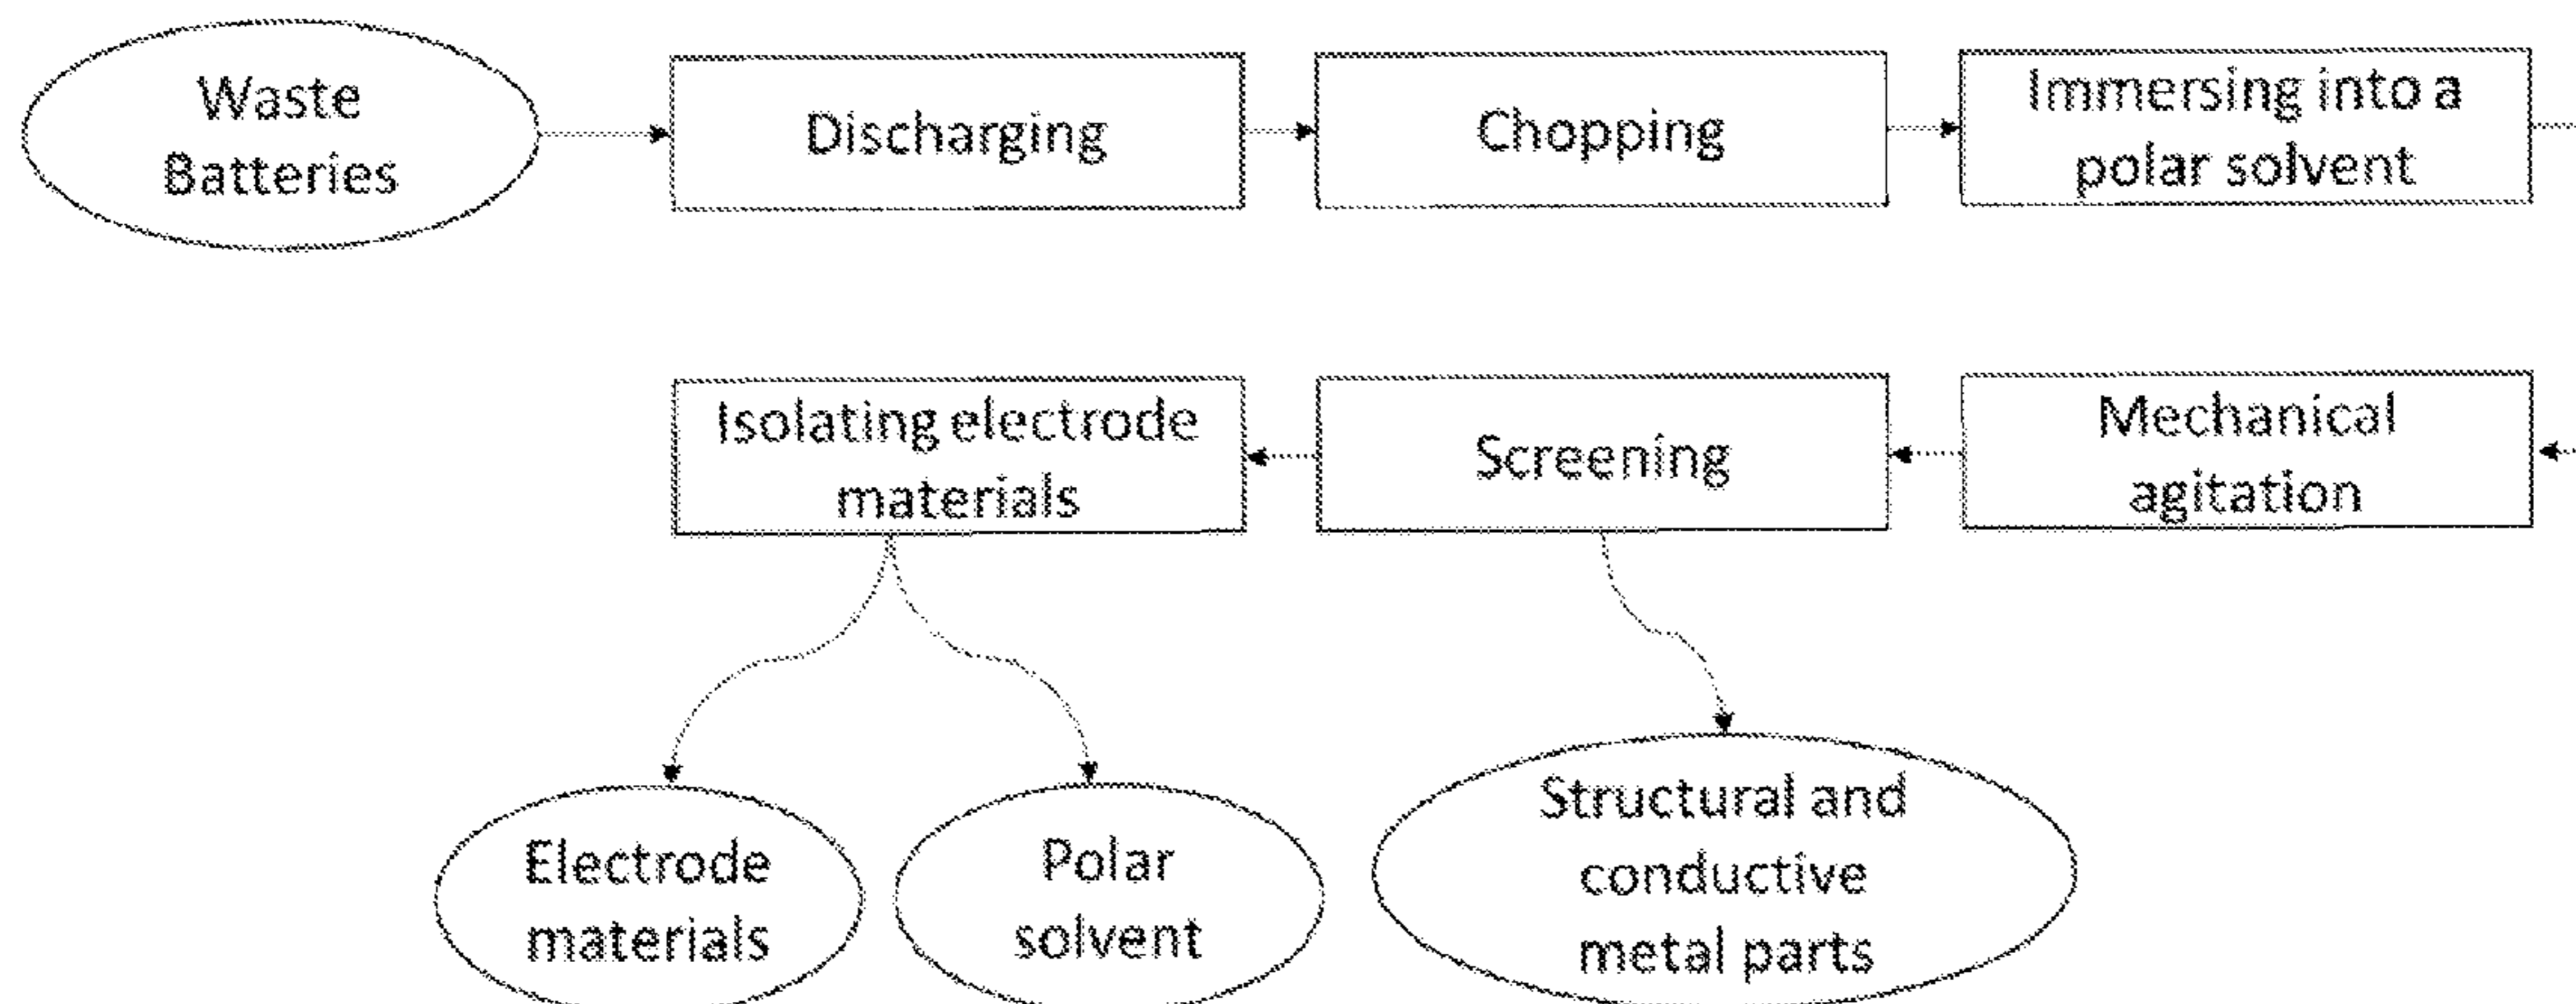 Waste
Batteries
Discharging
Chopping
Immersing into a
polar solvent
Isolating electrode
materials
Screening
Mechanical
agitation
Electrode
materials
Polar
solvent
Structural and
conductive
metal parts